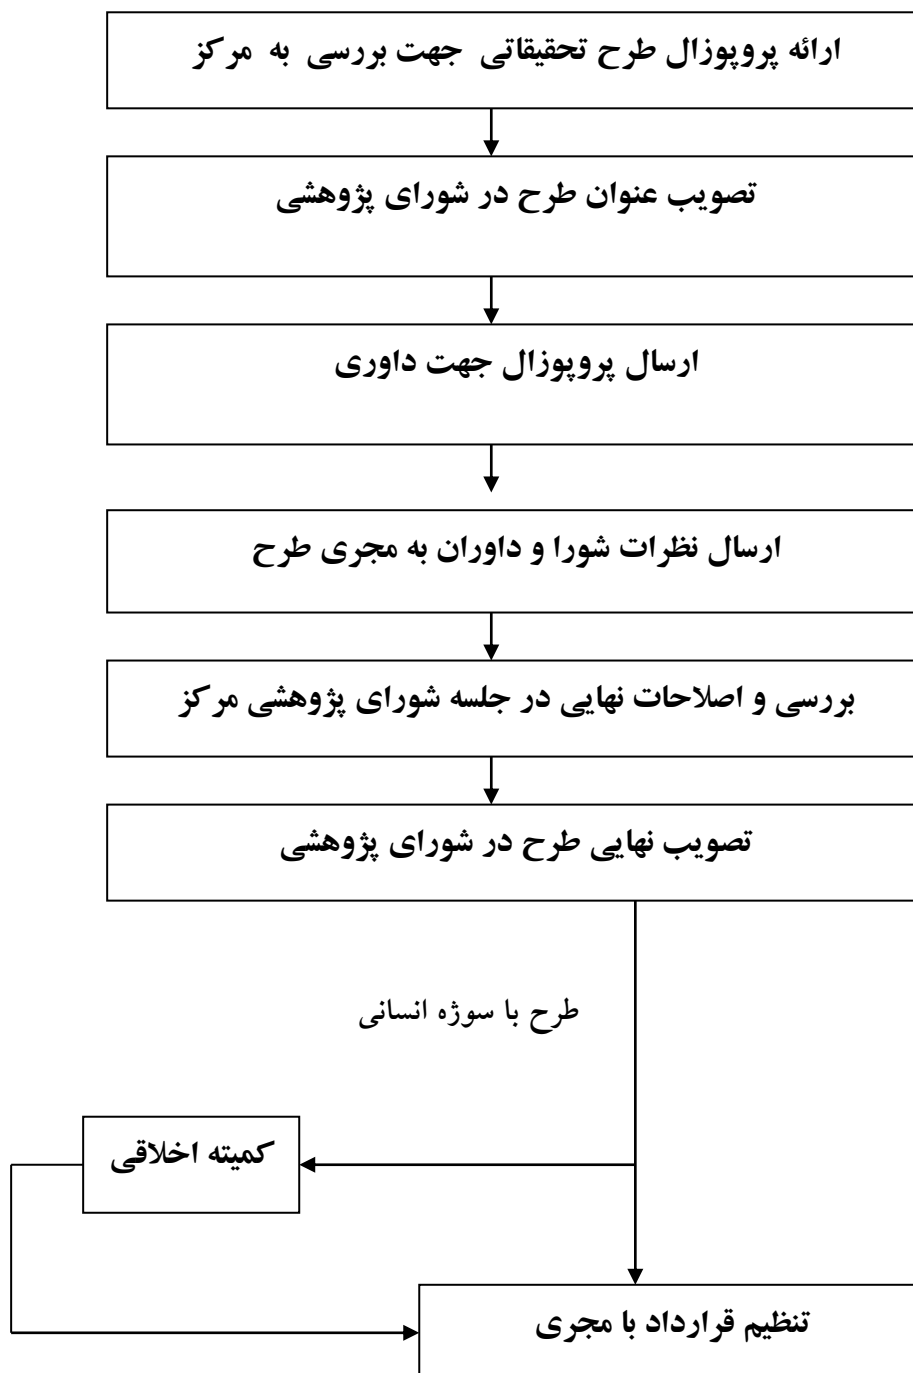 ارائه پروپوزال طرح تحقیقاتی جهت بررسی به مرکز
تصویب عنوان طرح در شورای پژوهشی
ارسال پروپوزال جهت داوری
ارسال نظرات شورا و داوران به مجری طرح
بررسی و اصلاحات نهایی در جلسه شورای پژوهشی مرکز
تصویب نهایی طرح در شورای پژوهشی
طرح با سوژه انسانی
کمیته اخلاقی
تنظیم قرارداد با مجری